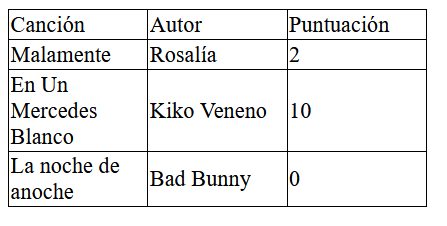 Canción Autor Puntuación
Malamente Rosalía 2
En Un
Mercedes
Blanco
Kiko Veneno 10
La noche de
anoche
Bad Bunny 0